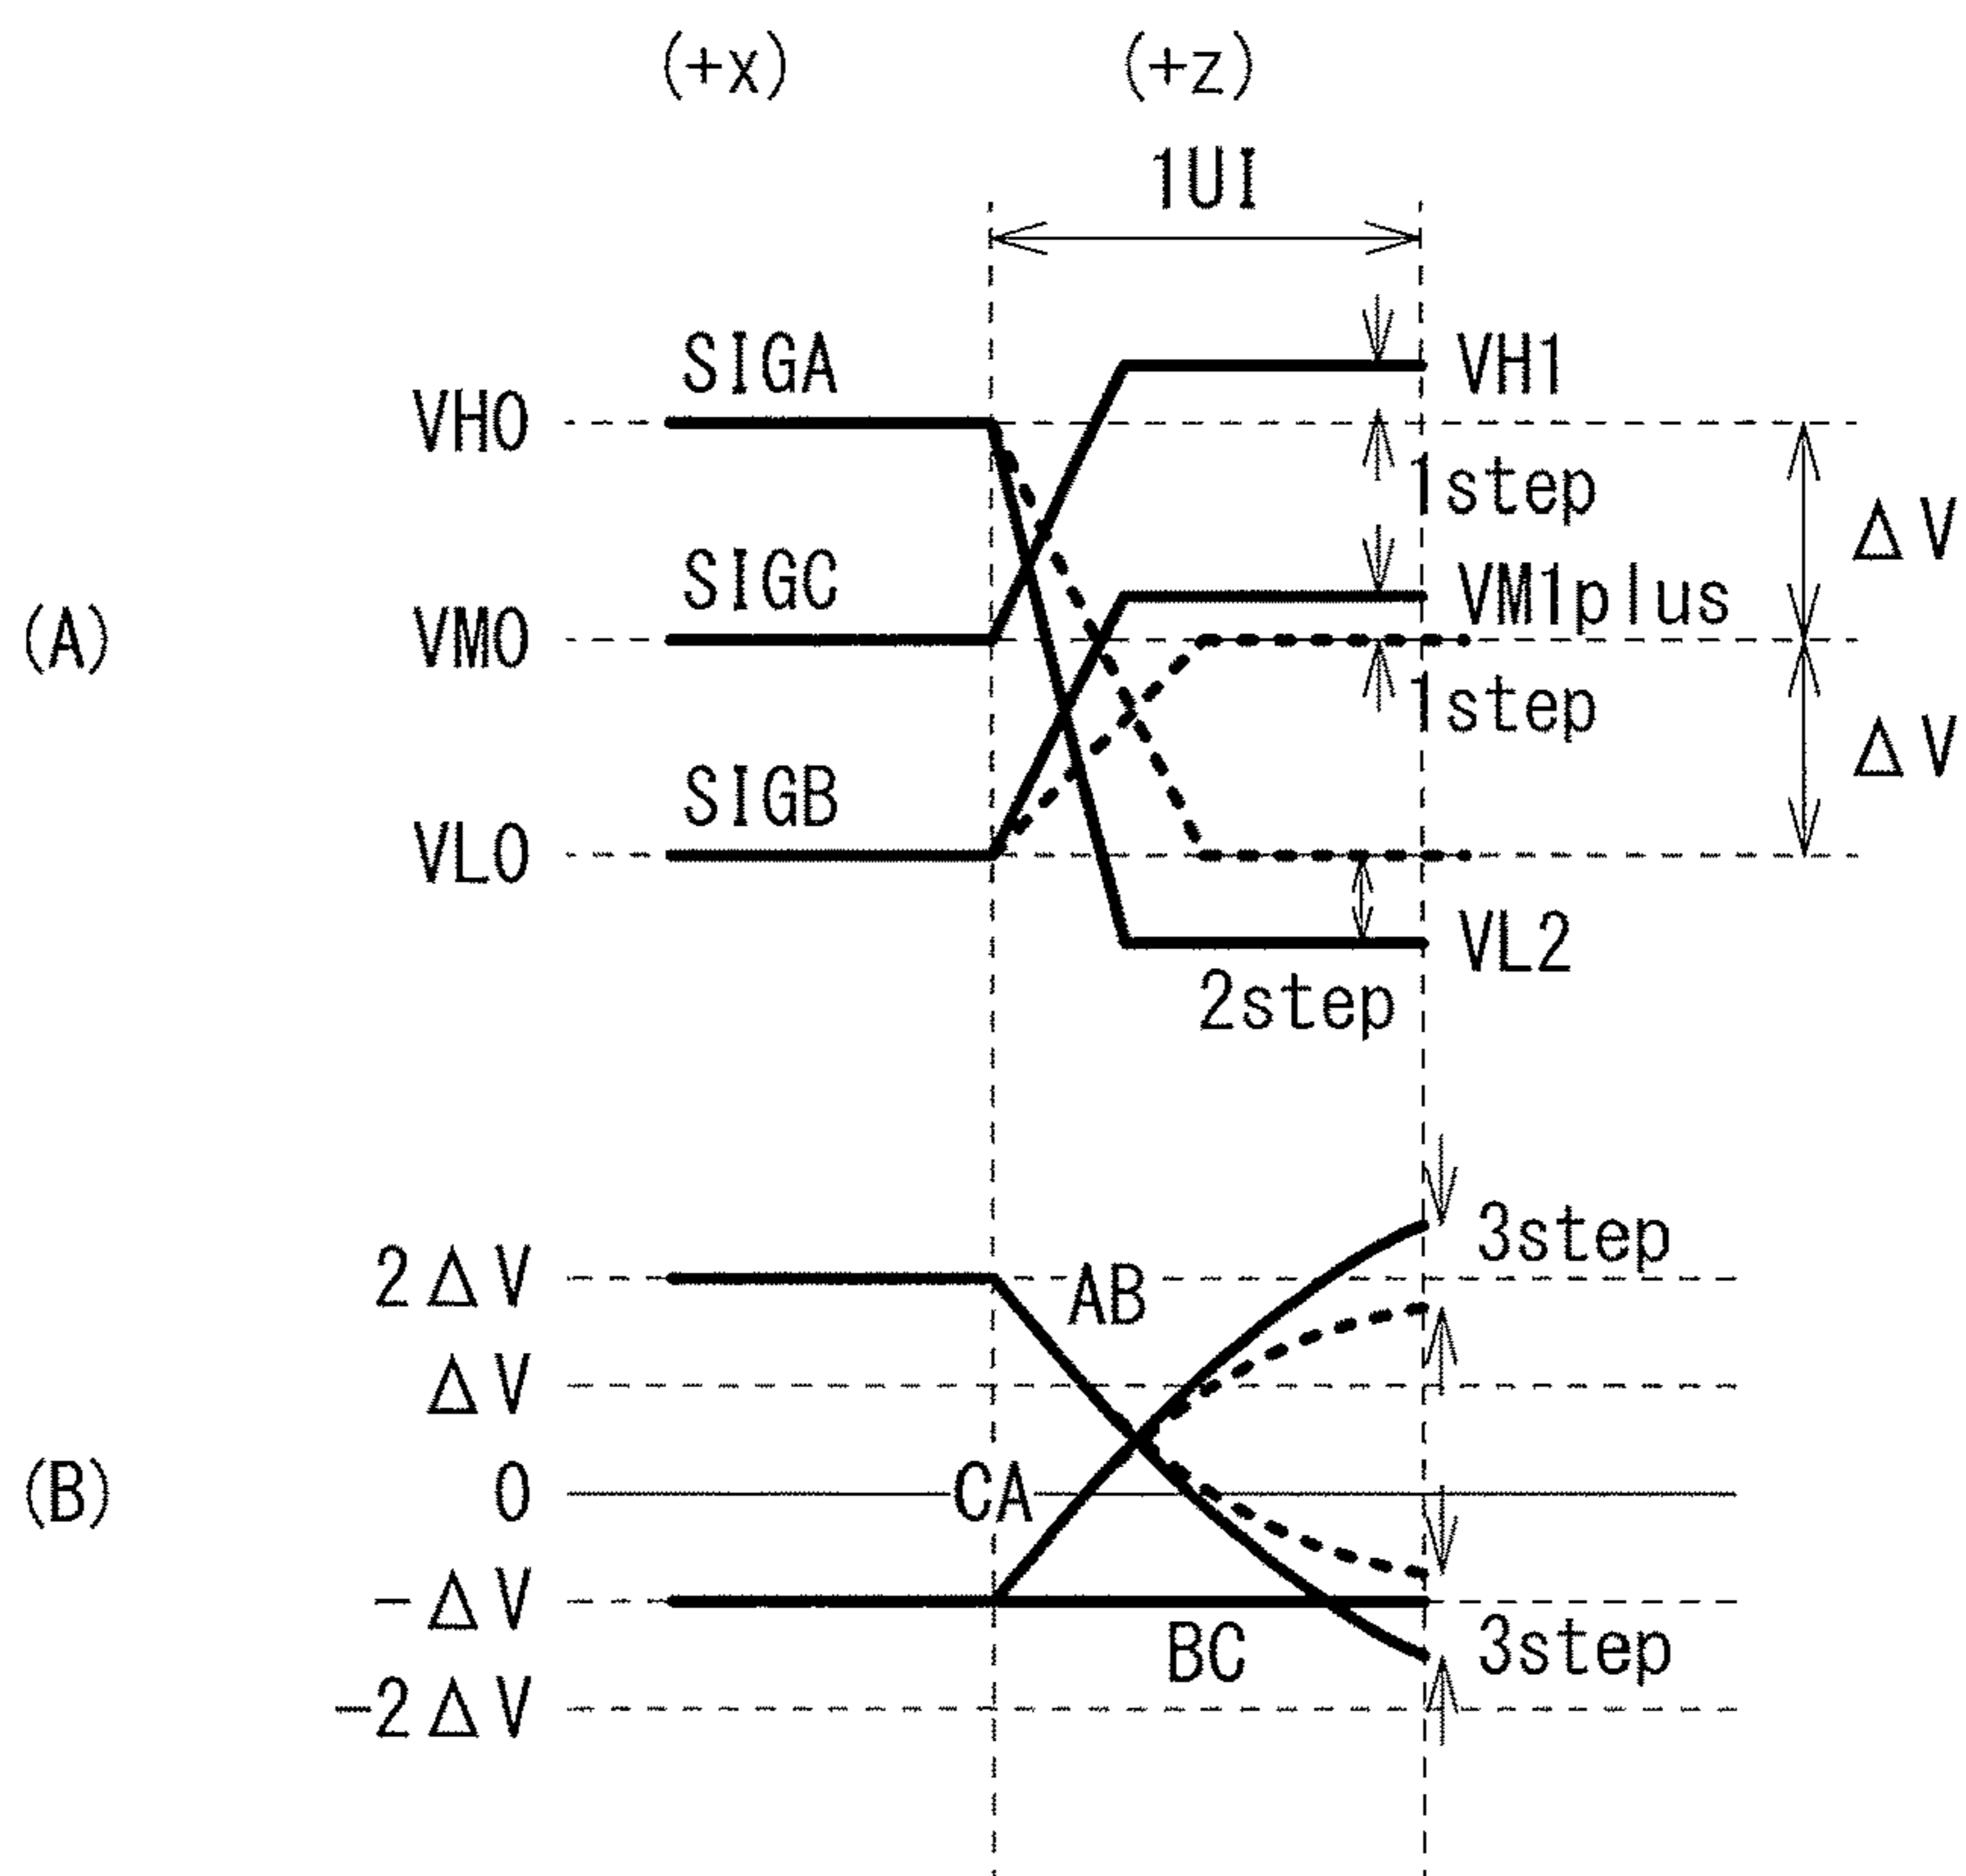 (+x) (+z)
1UI
SIGA VH1
VH0
1step
ΔV
SIGC VM1plus
(A) VM0
1step
ΔV
SIGB
VL0
VL2
2step
3step
2ΔV AB
ΔV
(B) 0 CA
-ΔV
BC 3step
-2ΔV